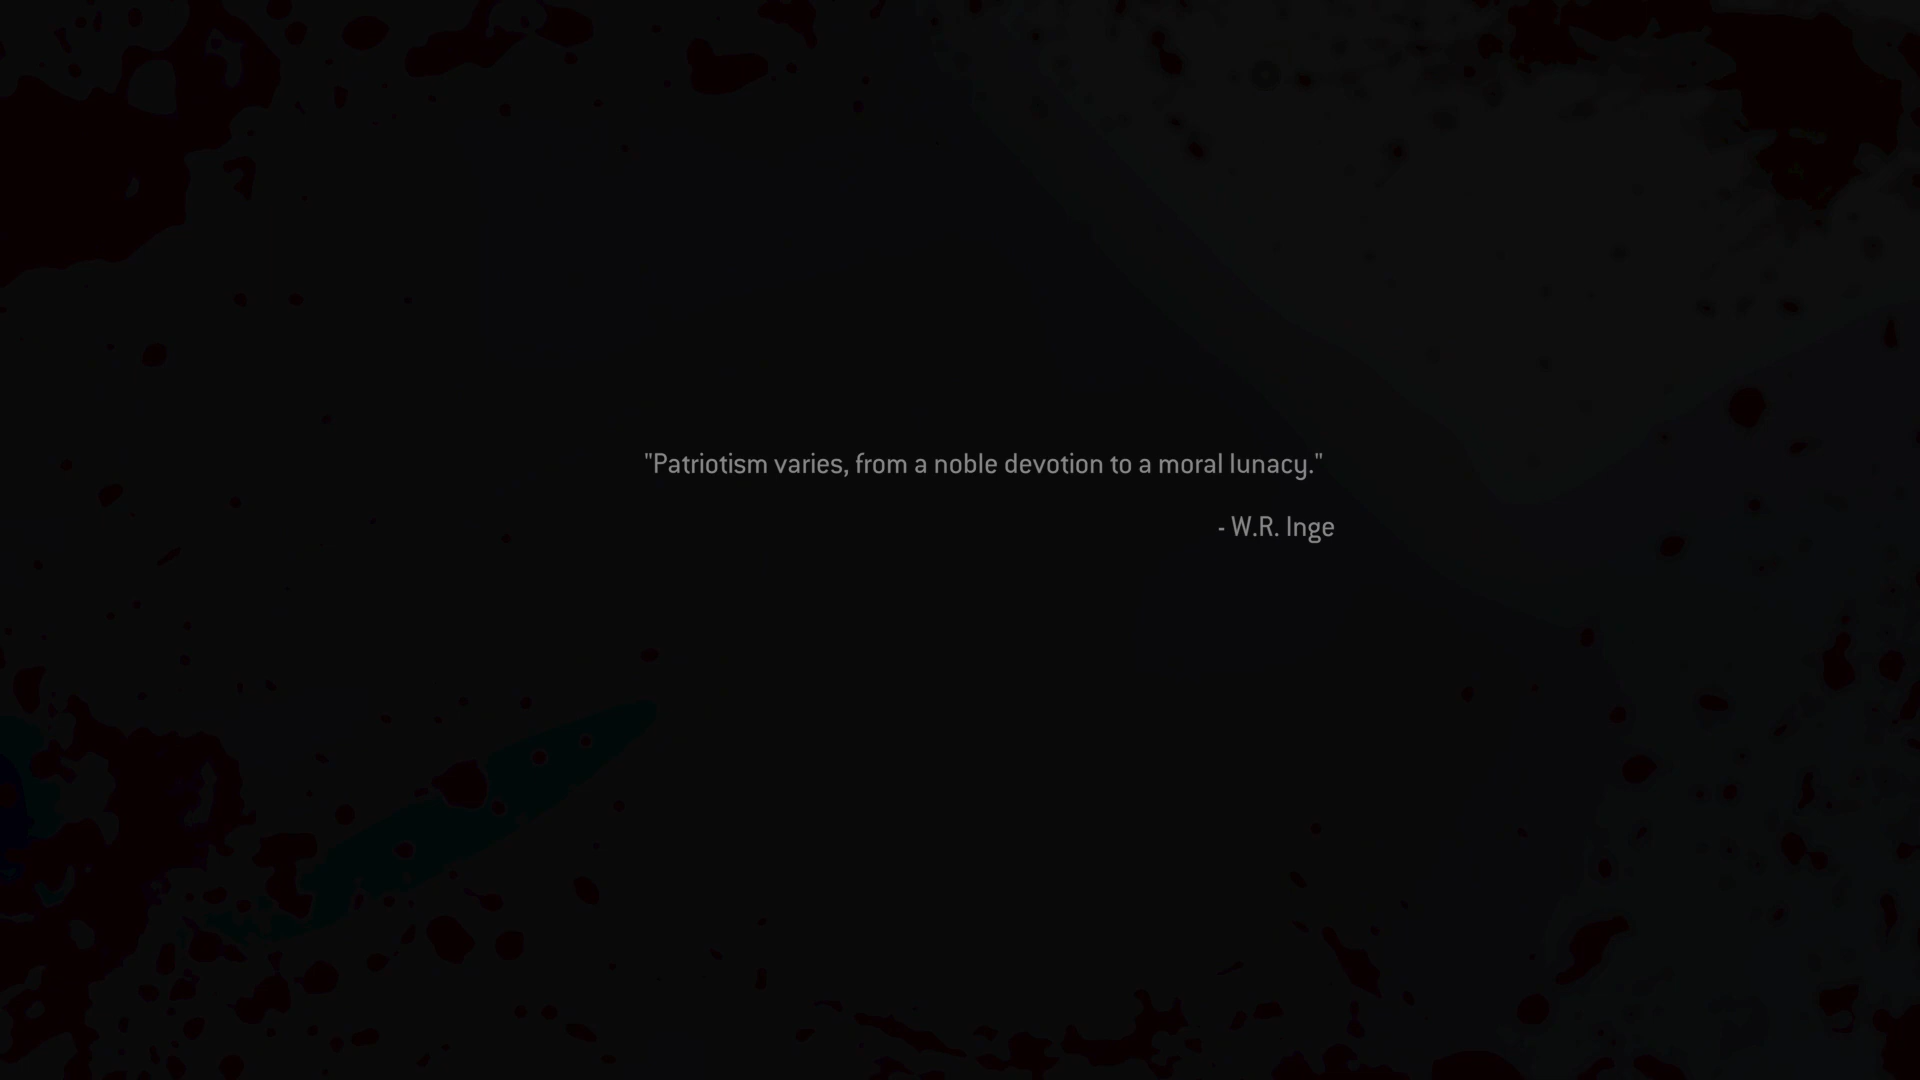 "Patriotism varies, from a noble devotion to a moral lunacy."
- W.R. Inge